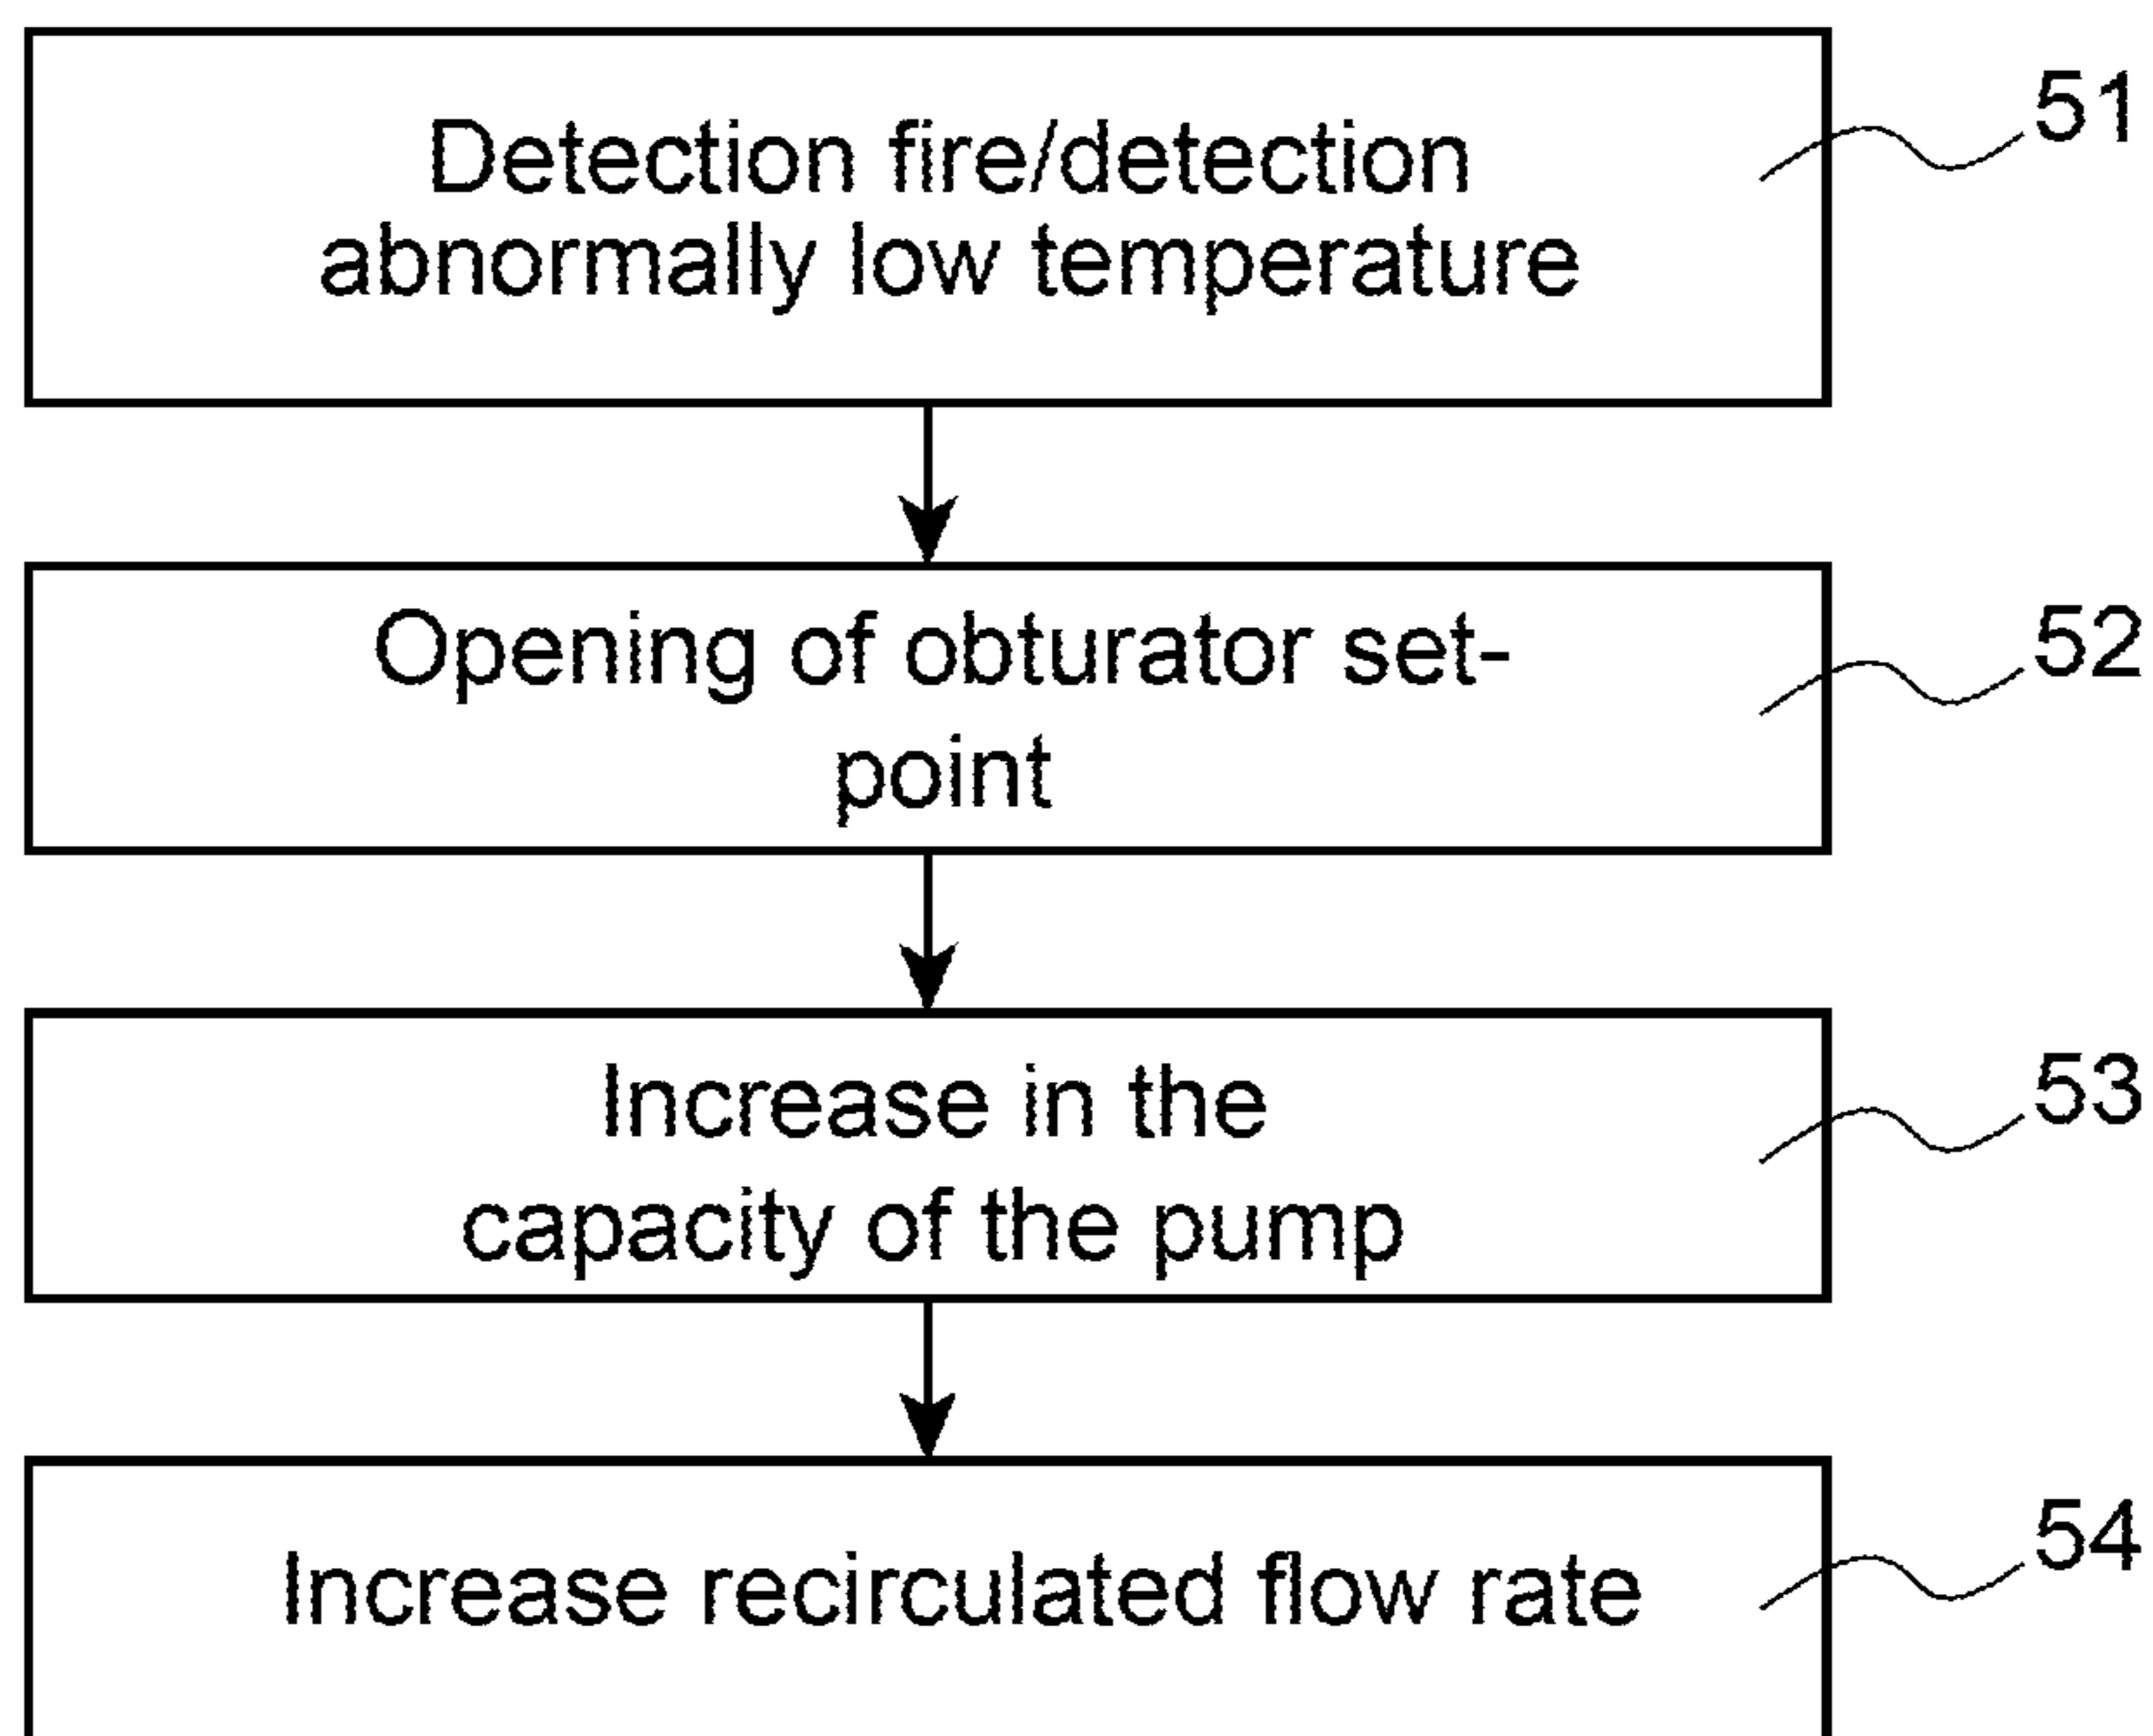 Detection fire/detection
abnormally low temperature
51
Opening of obturator set-
point
52
Increase in the
capacity of the pump
53
Increase recirculated flow rate
54